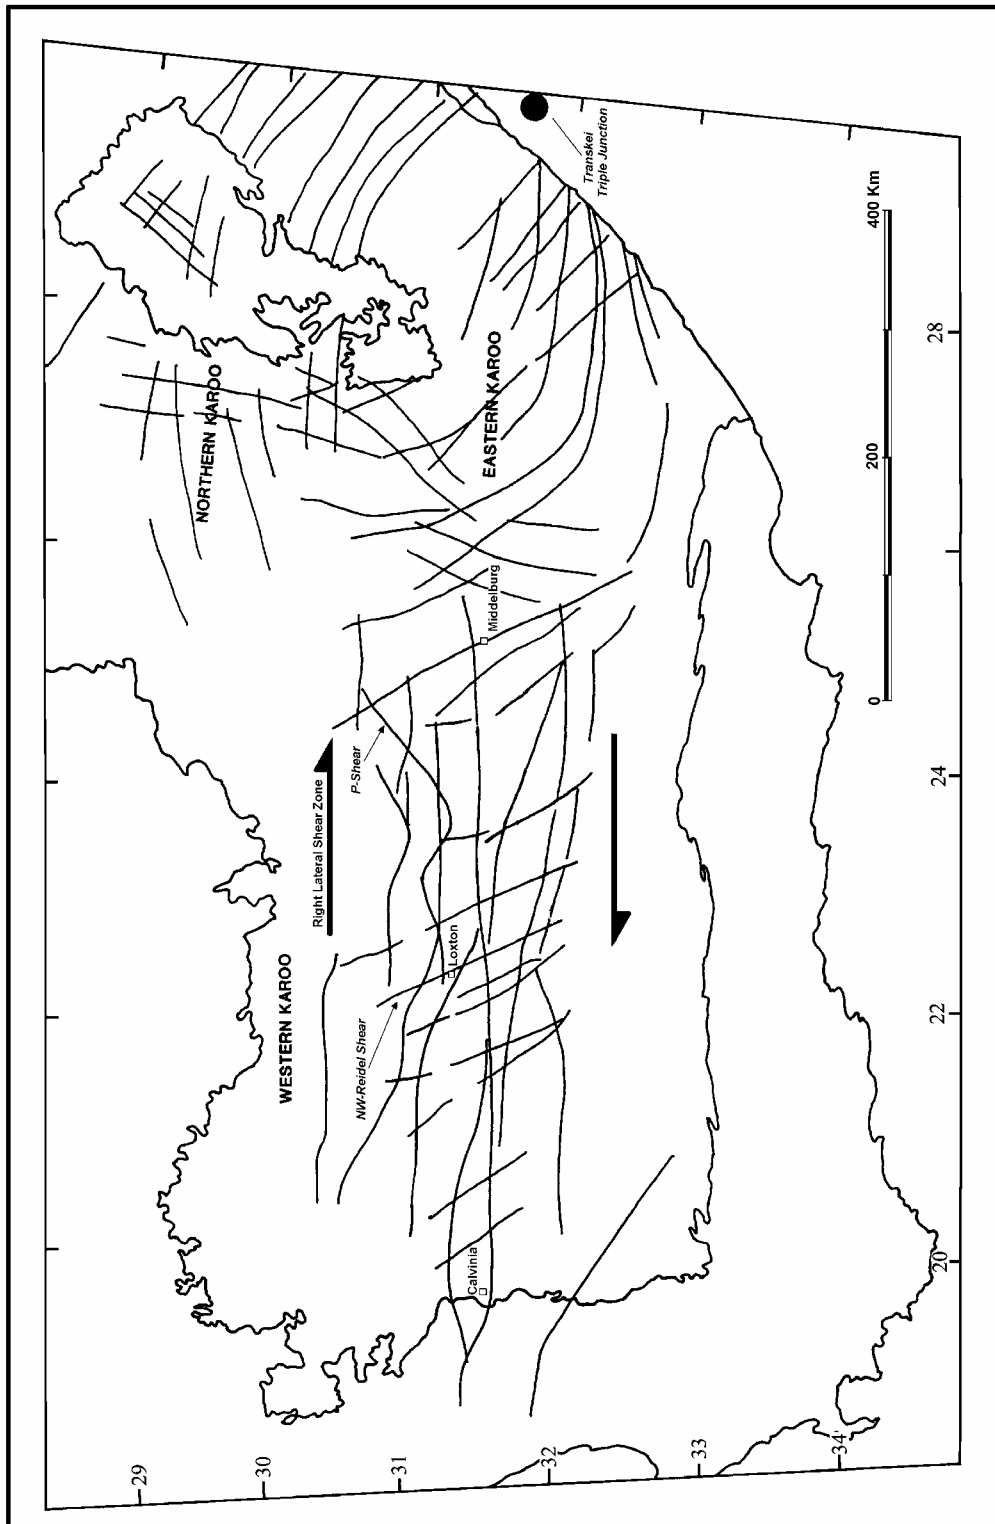 29
30
31
32
33
34'
20
22
24
28
NORTHERN KAROO
WESTERN KAROO
EASTERN KAROO
Right Lateral Shear Zone
P-Shear
NW-Reidel Shear
Calvinia
Loxton
Middelburg
Transkei
Triple Junction
0
200
400 Km